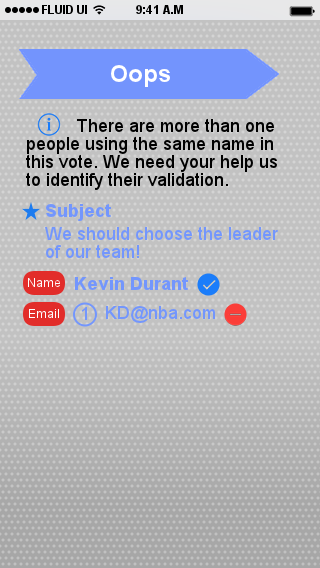 FLUID UI 9:41 A.M
Oops
There are more than one
people using the same name in
this vote. We need your help us
to identify their validation.
Subject
We should choose the leader
of our team!
Name Kevin Durant
Email 1 KD@nba.com